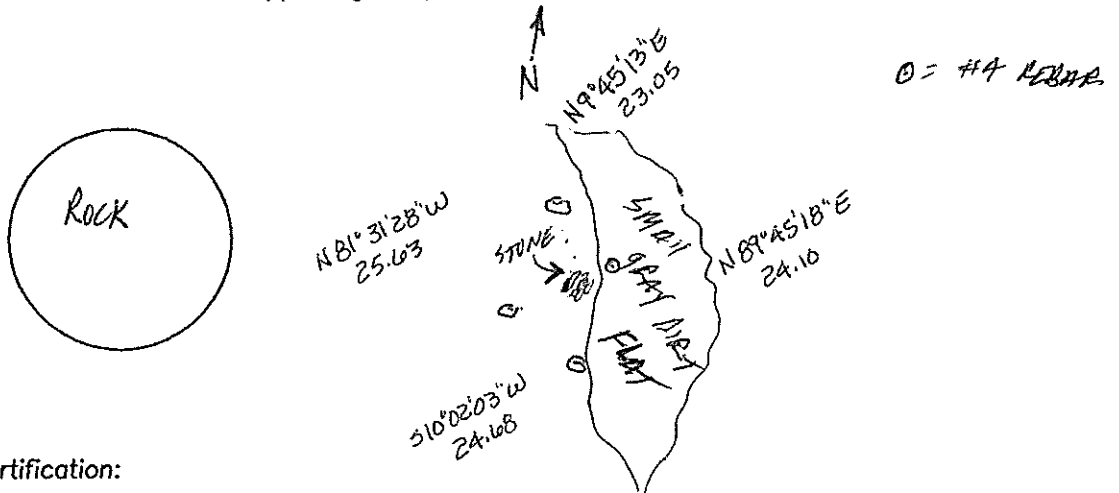 N
N9°45'13"E
23.05
⊙ = #4 REBAR
ROCK
N81°31'28"W
25.63
STONE
SMALL
GRAY DIRT
FLAT
N89°45'18"E
24.10
S10°02'03"W
24.68
rtification: